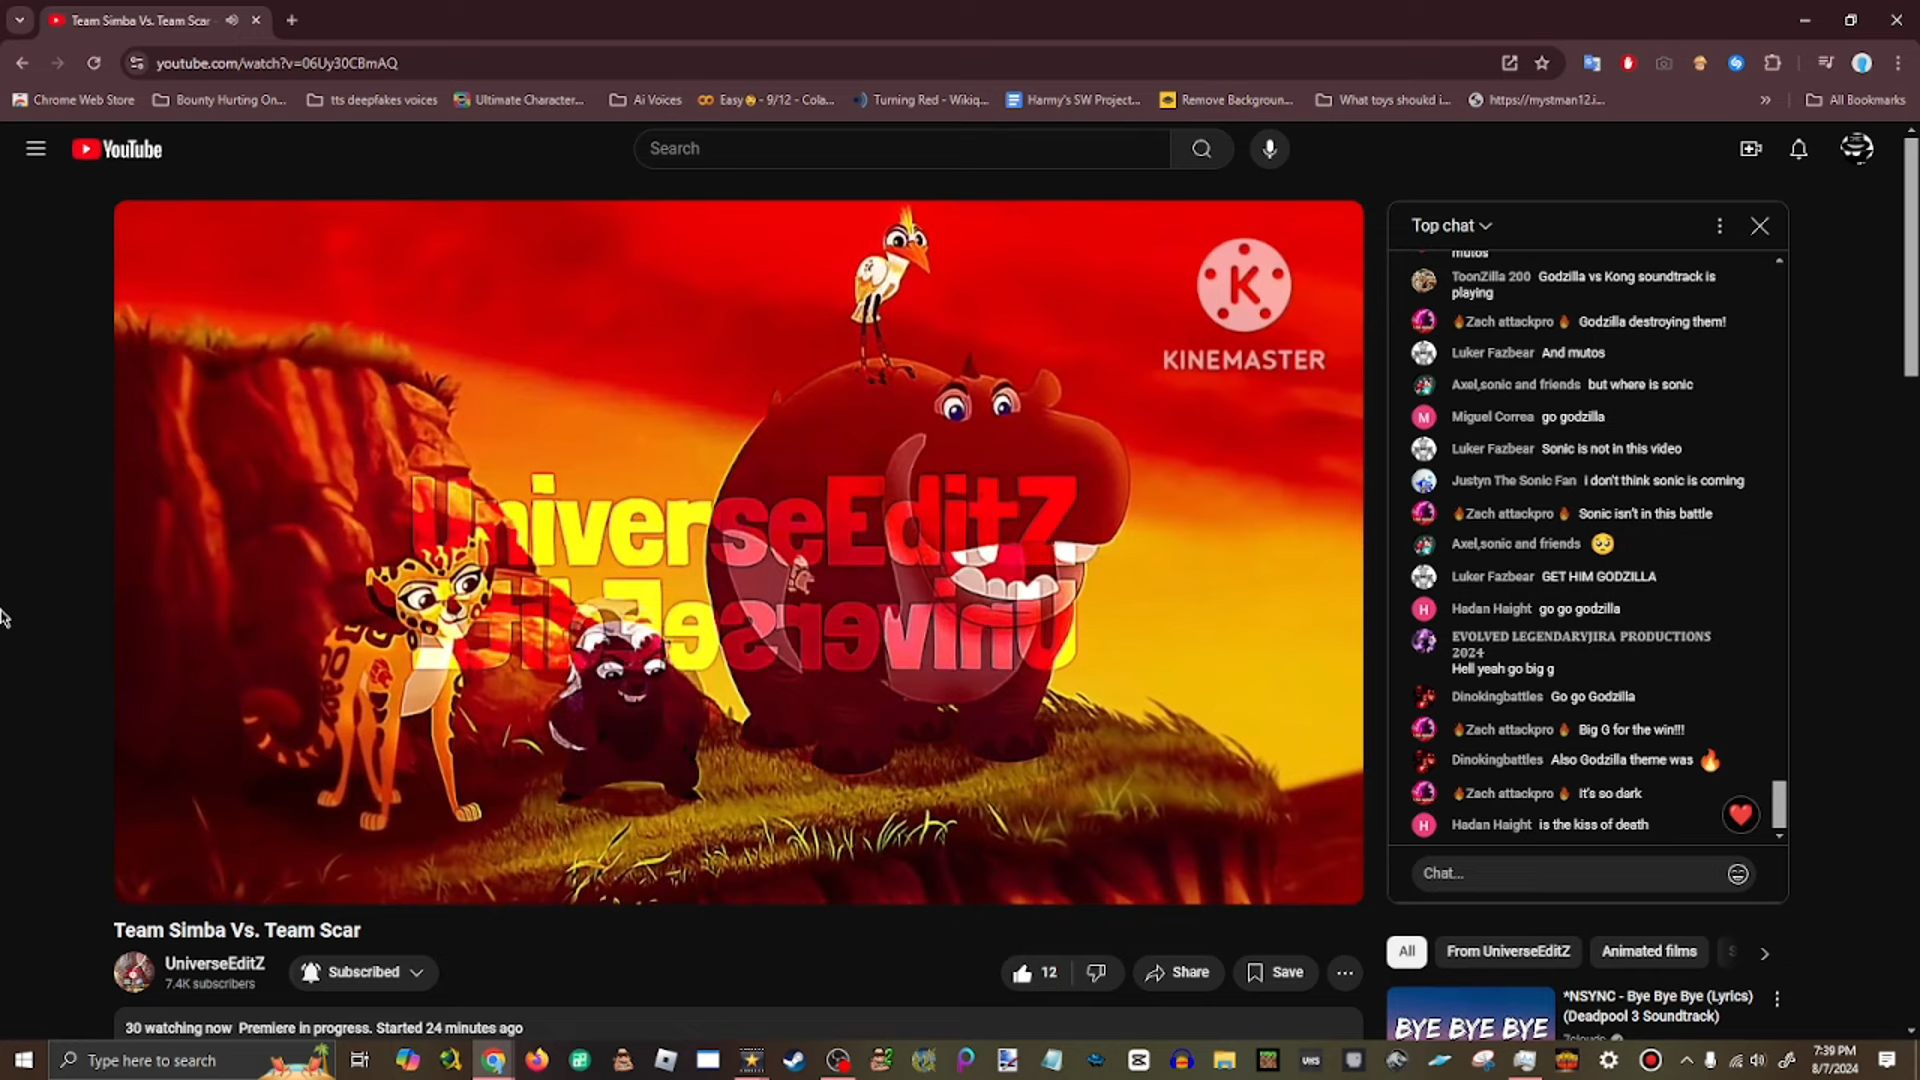 Team Simba Vs. Team Scar
youtube.com/watch?v=06Uy30CBmAQ
Chrome Web Store
Bounty Hurting On...
tts deepfakes voices
Ultimate Character...
Ai Voices
Easy - 9/12 - Cola...
Turning Red - Wikiq...
Harmy's SW Project...
Remove Backgroun...
What toys shoukd i...
https://mystman12.i...
All Bookmarks
YouTube
Search
K
KINEMASTER
UniverseEditZ
UniverseEditZ
Top chat
mutos
ToonZilla 200 Godzilla vs Kong soundtrack is
playing
🔥Zach attackpro🔥 Godzilla destroying them!
Luker Fazbear And mutos
Axel,sonic and friends but where is sonic
M Miguel Correa go godzilla
Luker Fazbear Sonic is not in this video
Justyn The Sonic Fan i don't think sonic is coming
🔥Zach attackpro🔥 Sonic isn't in this battle
Axel,sonic and friends 🥺
Luker Fazbear GET HIM GODZILLA
H Hadan Haight go go godzilla
EVOLVED LEGENDARYJIRA PRODUCTIONS
2024
Hell yeah go big g
Dinokingbattles Go go Godzilla
🔥Zach attackpro🔥 Big G for the win!!!
Dinokingbattles Also Godzilla theme was 🔥
🔥Zach attackpro🔥 It's so dark
H Hadan Haight is the kiss of death
Chat...
Team Simba Vs. Team Scar
UniverseEditZ
7.4K subscribers
Subscribed
12
Share
Save
30 watching now Premiere in progress. Started 24 minutes ago
All
From UniverseEditZ
Animated films
*NSYNC - Bye Bye Bye (Lyrics)
(Deadpool 3 Soundtrack)
BYE BYE BYE
Type here to search
VHS
7:39 PM
8/7/2024